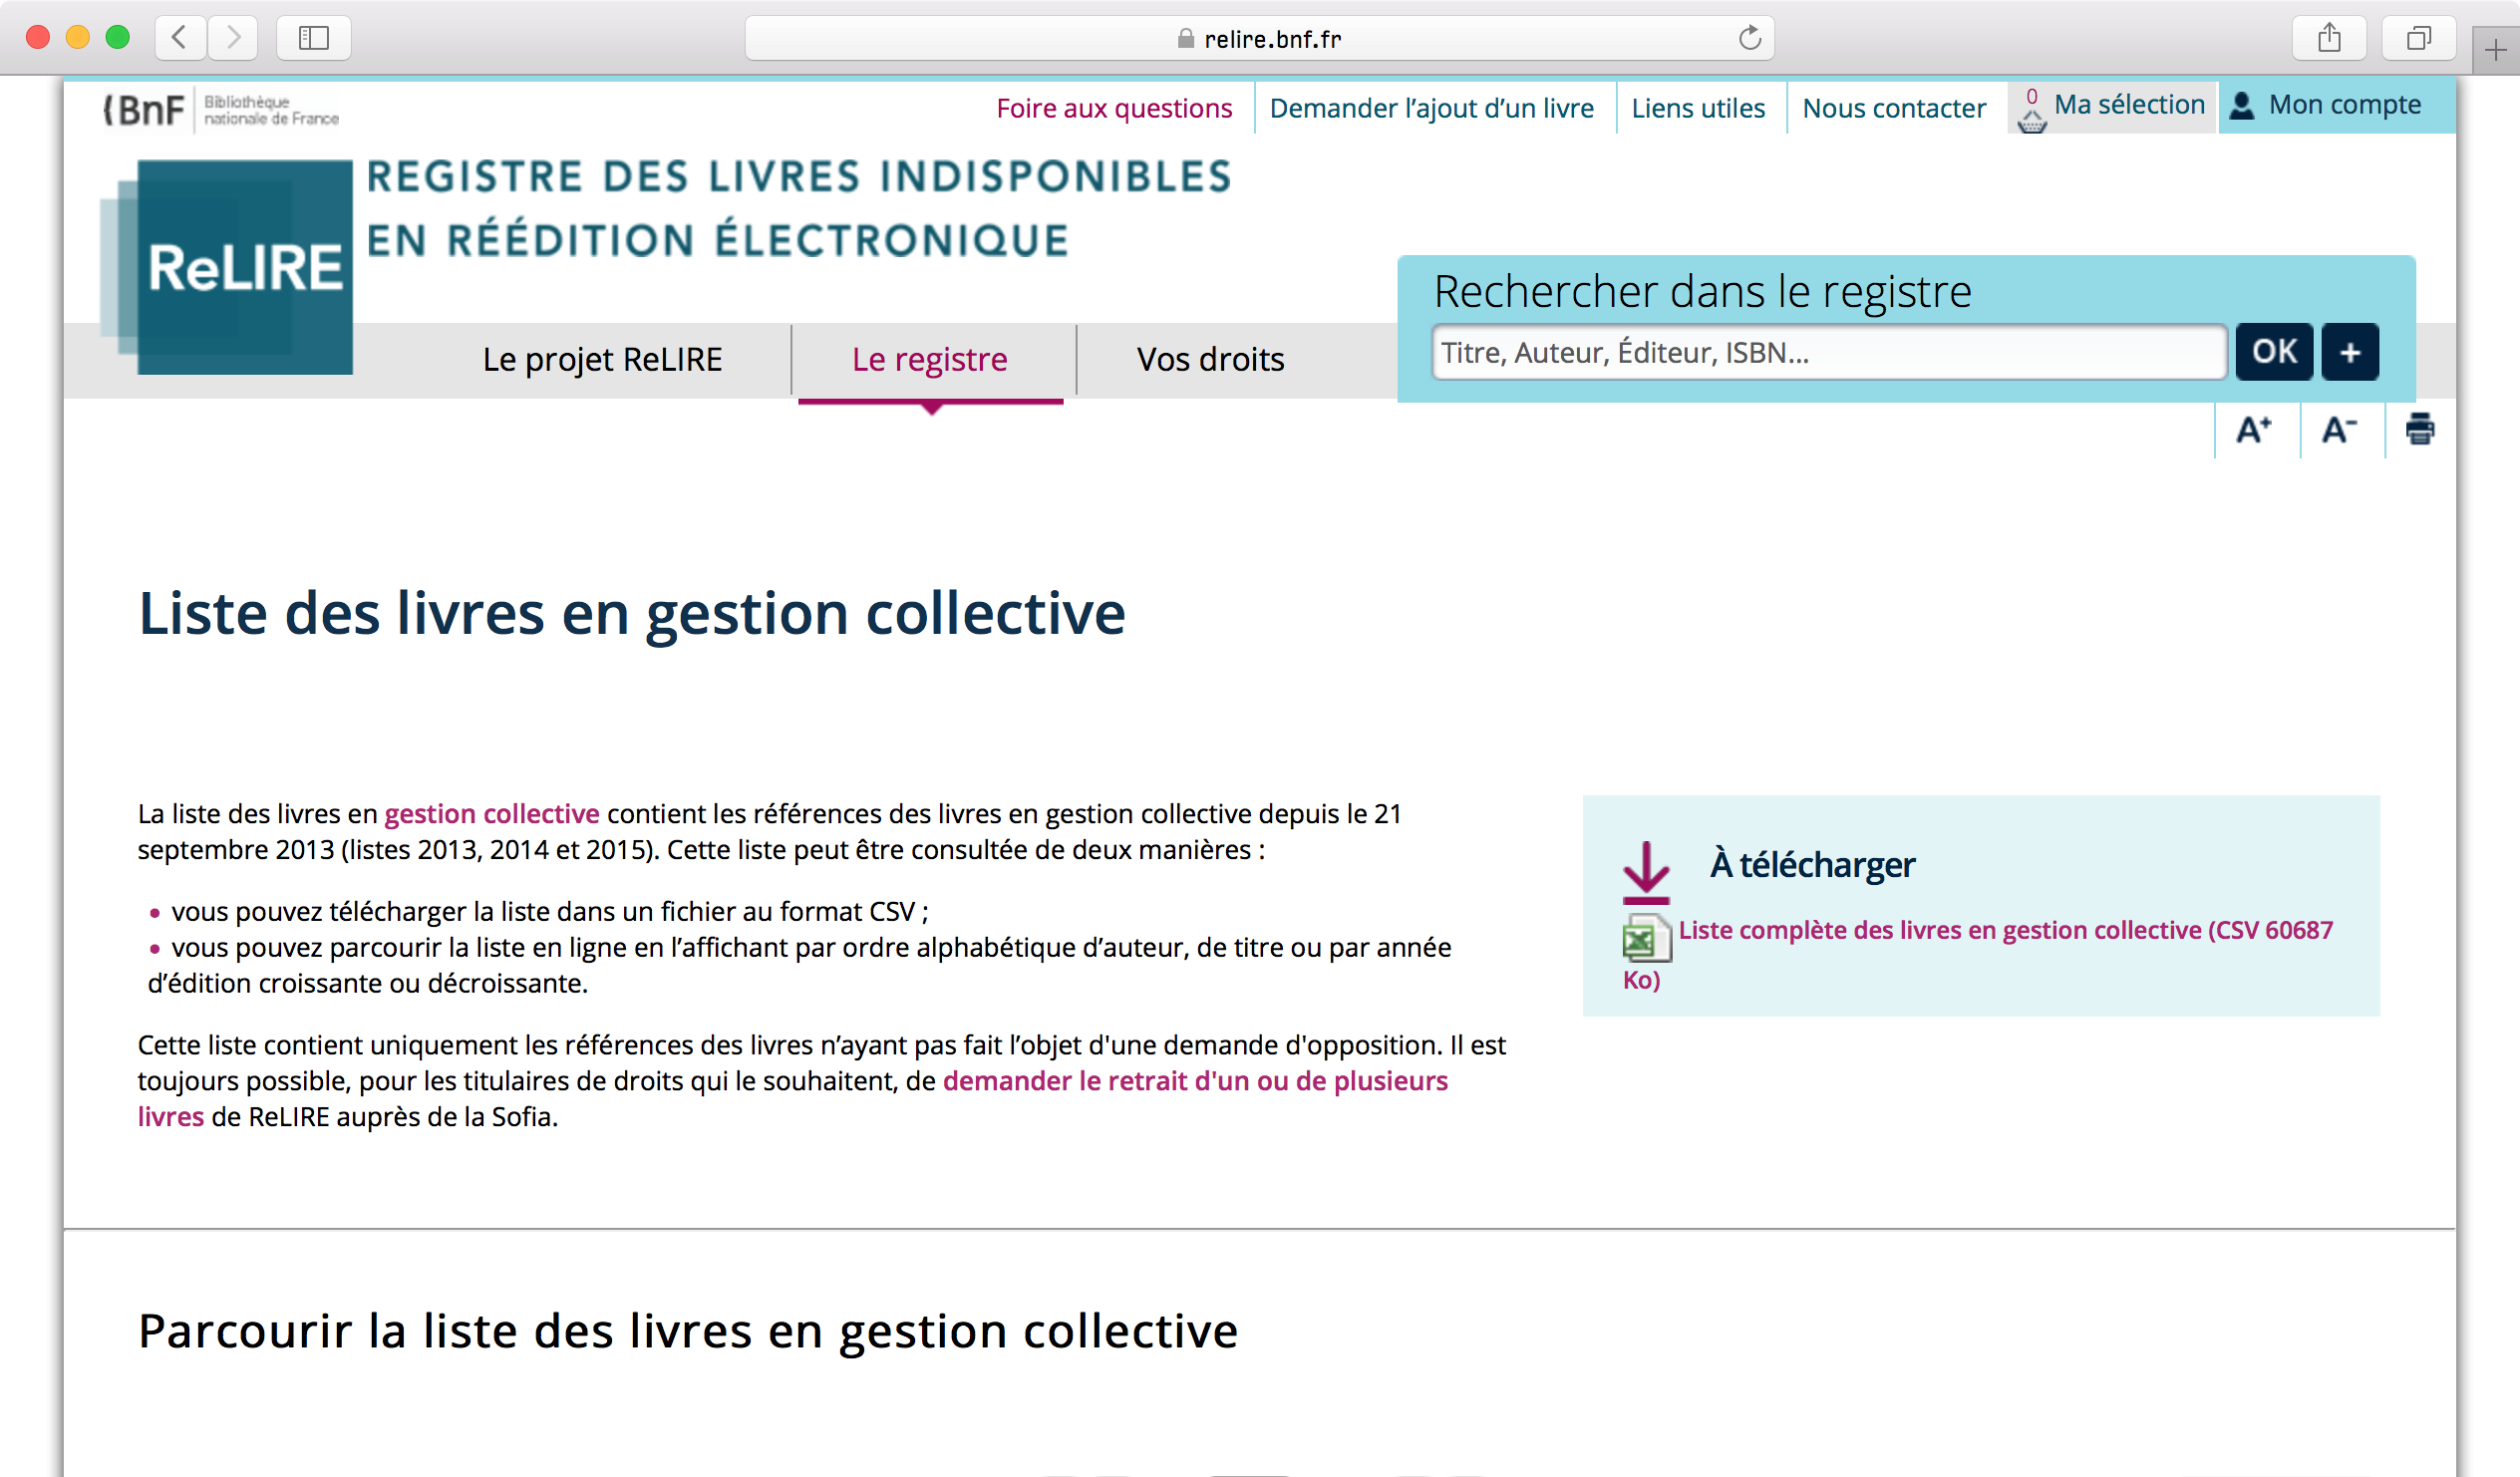 relire.bnf.fr
BnF Bibliothèque
nationale de France
Foire aux questions Demander l’ajout d’un livre Liens utiles Nous contacter 0 Ma sélection Mon compte
REGISTRE DES LIVRES INDISPONIBLES
EN RÉÉDITION ÉLECTRONIQUE
ReLIRE
Rechercher dans le registre
Titre, Auteur, Éditeur, ISBN... OK +
Le projet ReLIRE Le registre Vos droits
A+ A-
Liste des livres en gestion collective
La liste des livres en gestion collective contient les références des livres en gestion collective depuis le 21
septembre 2013 (listes 2013, 2014 et 2015). Cette liste peut être consultée de deux manières :
• vous pouvez télécharger la liste dans un fichier au format CSV ;
• vous pouvez parcourir la liste en ligne en l’affichant par ordre alphabétique d’auteur, de titre ou par année
d’édition croissante ou décroissante.
Cette liste contient uniquement les références des livres n’ayant pas fait l’objet d'une demande d'opposition. Il est
toujours possible, pour les titulaires de droits qui le souhaitent, de demander le retrait d'un ou de plusieurs
livres de ReLIRE auprès de la Sofia.
À télécharger
Liste complète des livres en gestion collective (CSV 60687
Ko)
Parcourir la liste des livres en gestion collective